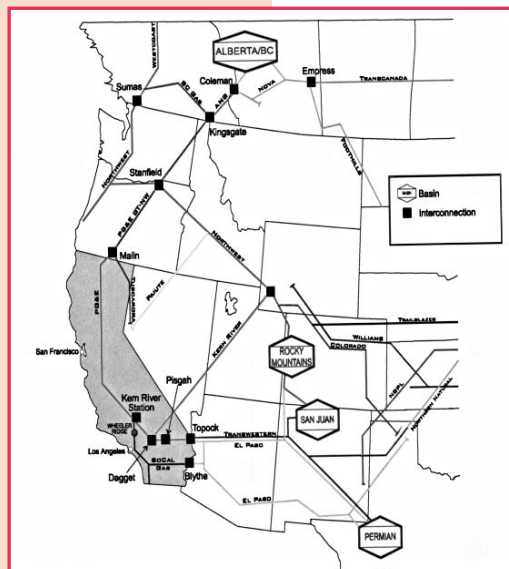 WESTCOAST
ALBERTA/BC
Coleman
Empress
TRANSCANADA
Sumas
BC GAS
ANG
NOVA
Kingsgate
FOOTHILLS
NORTHWEST
Stanfield
Basin
Interconnection
PG&E GT-NW
NORTHWEST
Malin
PAIUTE
TUSCARORA
PG&E
KERN RIVER
TRAILBLAZER
WILLIAMS
COLORADO
San Francisco
ROCKY
MOUNTAINS
NGPL
NORTHERN NATURAL
Pisgah
Kern River
Station
WHEELER
RIDGE
Topock
SAN JUAN
TRANSWESTERN
EL PASO
Los Angeles
SOCAL
GAS
Dagget
Blythe
EL PASO
PERMIAN